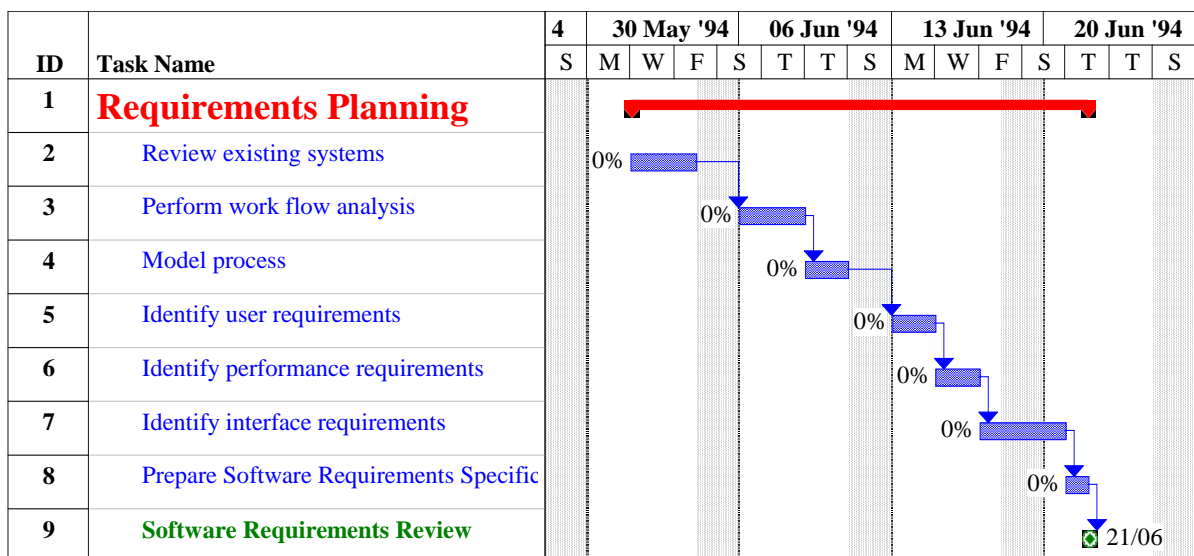 4 30 May '94 06 Jun '94 13 Jun '94 20 Jun '94
ID Task Name S M W F S T T S M W F S T T S
1 Requirements Planning
2 Review existing systems 0%
3 Perform work flow analysis 0%
4 Model process 0%
5 Identify user requirements 0%
6 Identify performance requirements 0%
7 Identify interface requirements 0%
8 Prepare Software Requirements Specific 0%
9 Software Requirements Review 21/06